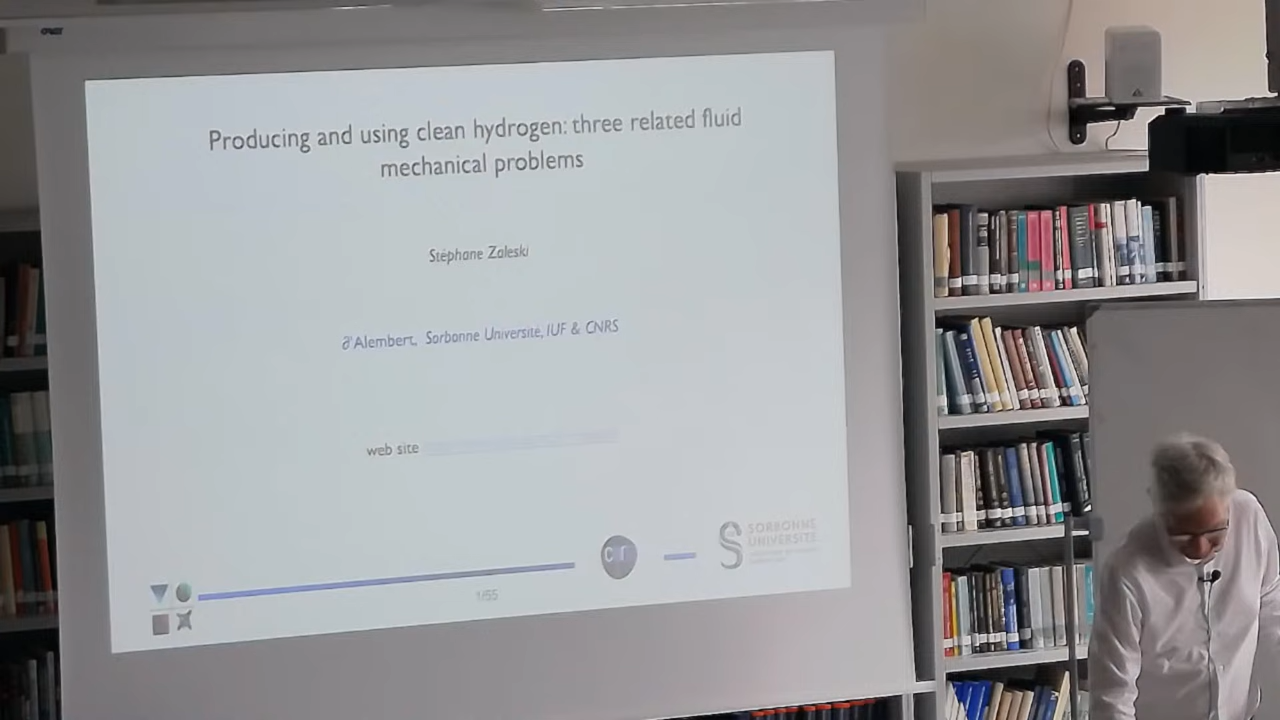 Producing and using clean hydrogen: three related fluid
mechanical problems
Stéphane Zaleski
∂'Alembert, Sorbonne Université, IUF & CNRS
web site
SORBONNE
UNIVERSITÉ
1/55